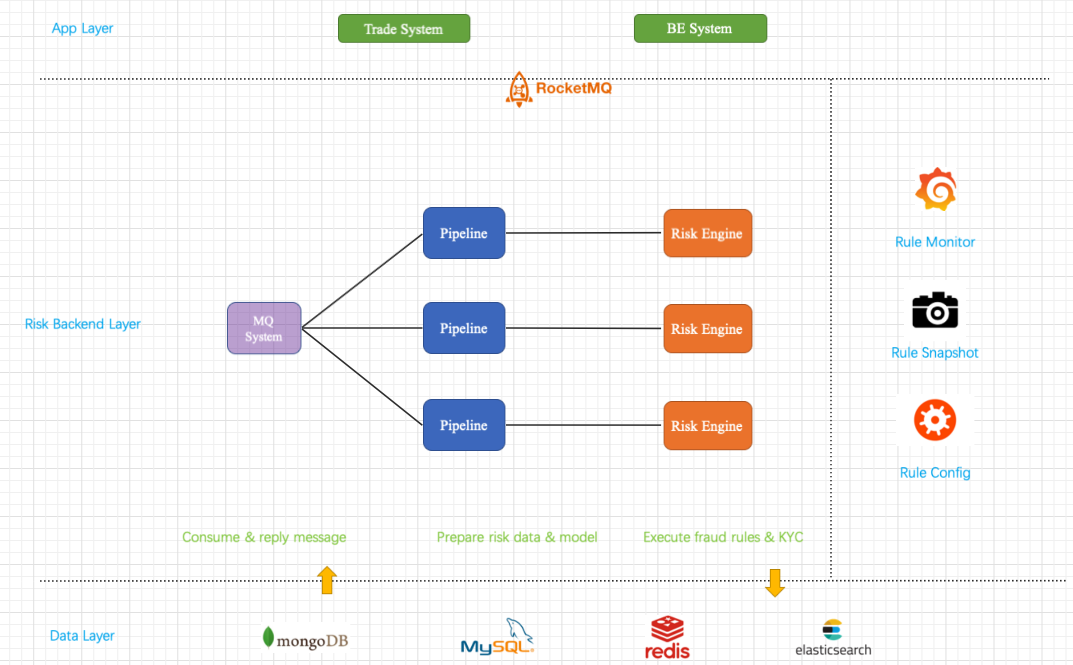 App Layer
Trade System
BE System
RocketMQ
Rule Monitor
Pipeline
Risk Engine
Risk Backend Layer
MQ
System
Pipeline
Risk Engine
Rule Snapshot
Pipeline
Risk Engine
Rule Config
Consume & reply message
Prepare risk data & model
Execute fraud rules & KYC
Data Layer
mongoDB
MySQL
redis
elasticsearch